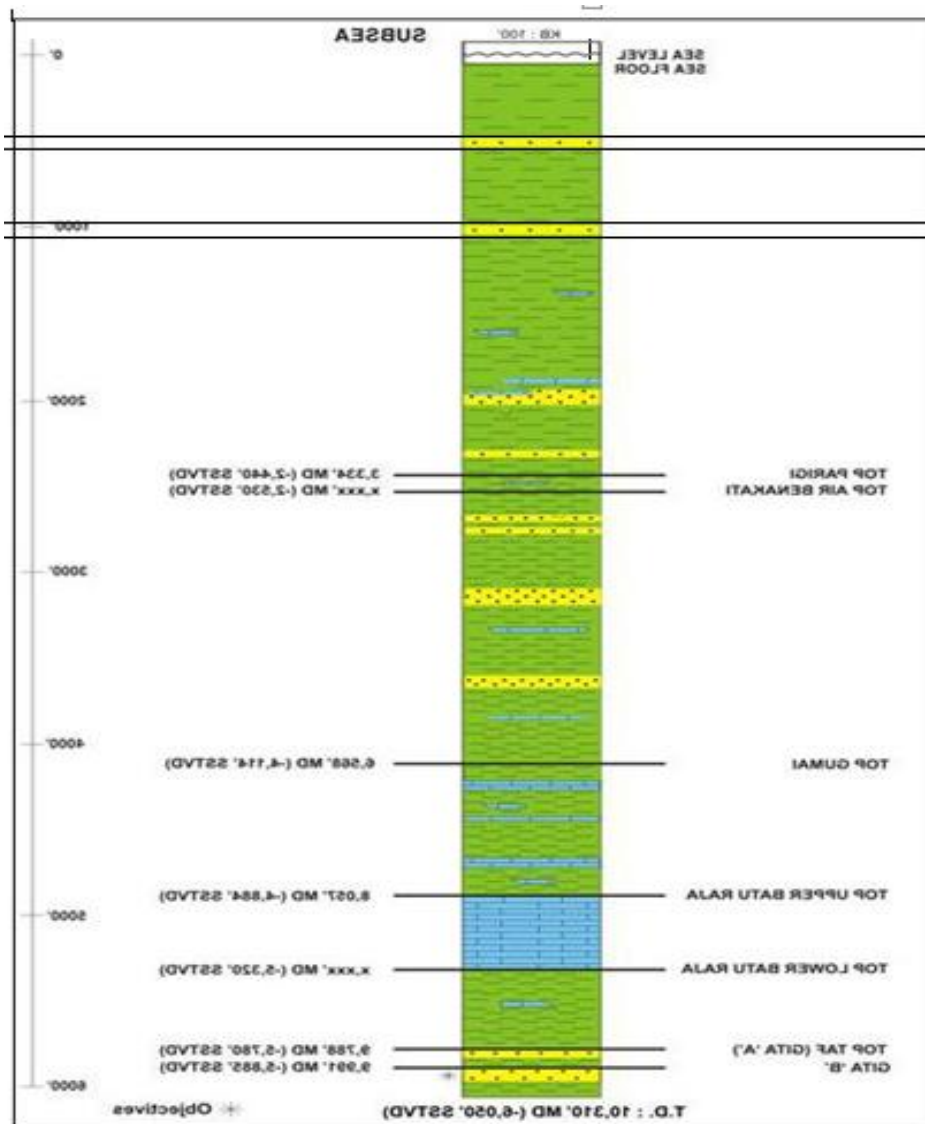 SEA LEVEL KB : 100' SUBSEA
SEA FLOOR 0'
1000'
2000'
TOP PARIGI 3,334' MD (-2,440' SSTVD)
TOP AIR BENAKATI x,xxx' MD (-2,530' SSTVD)
3000'
4000'
TOP GUMAI 6,568' MD (-4,114' SSTVD)
TOP UPPER BATU RAJA 8,057' MD (-4,884' SSTVD)
5000'
TOP LOWER BATU RAJA x,xxx' MD (-5,320' SSTVD)
TOP TAF (GITA 'A') 9,788' MD (-5,780' SSTVD)
GITA 'B' 9,991' MD (-5,885' SSTVD)
6000'
T.D. : 10,310' MD (-6,050' SSTVD)
Objectives